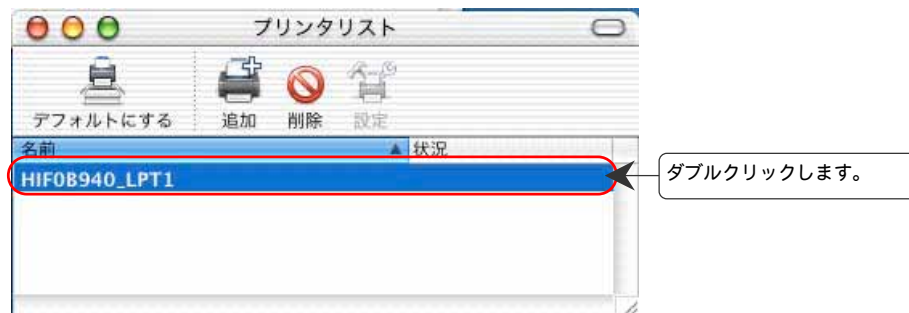 プリンタリスト
デフォルトにする 追加 削除 設定
名前 状況
HIF0B940_LPT1
ダブルクリックします。